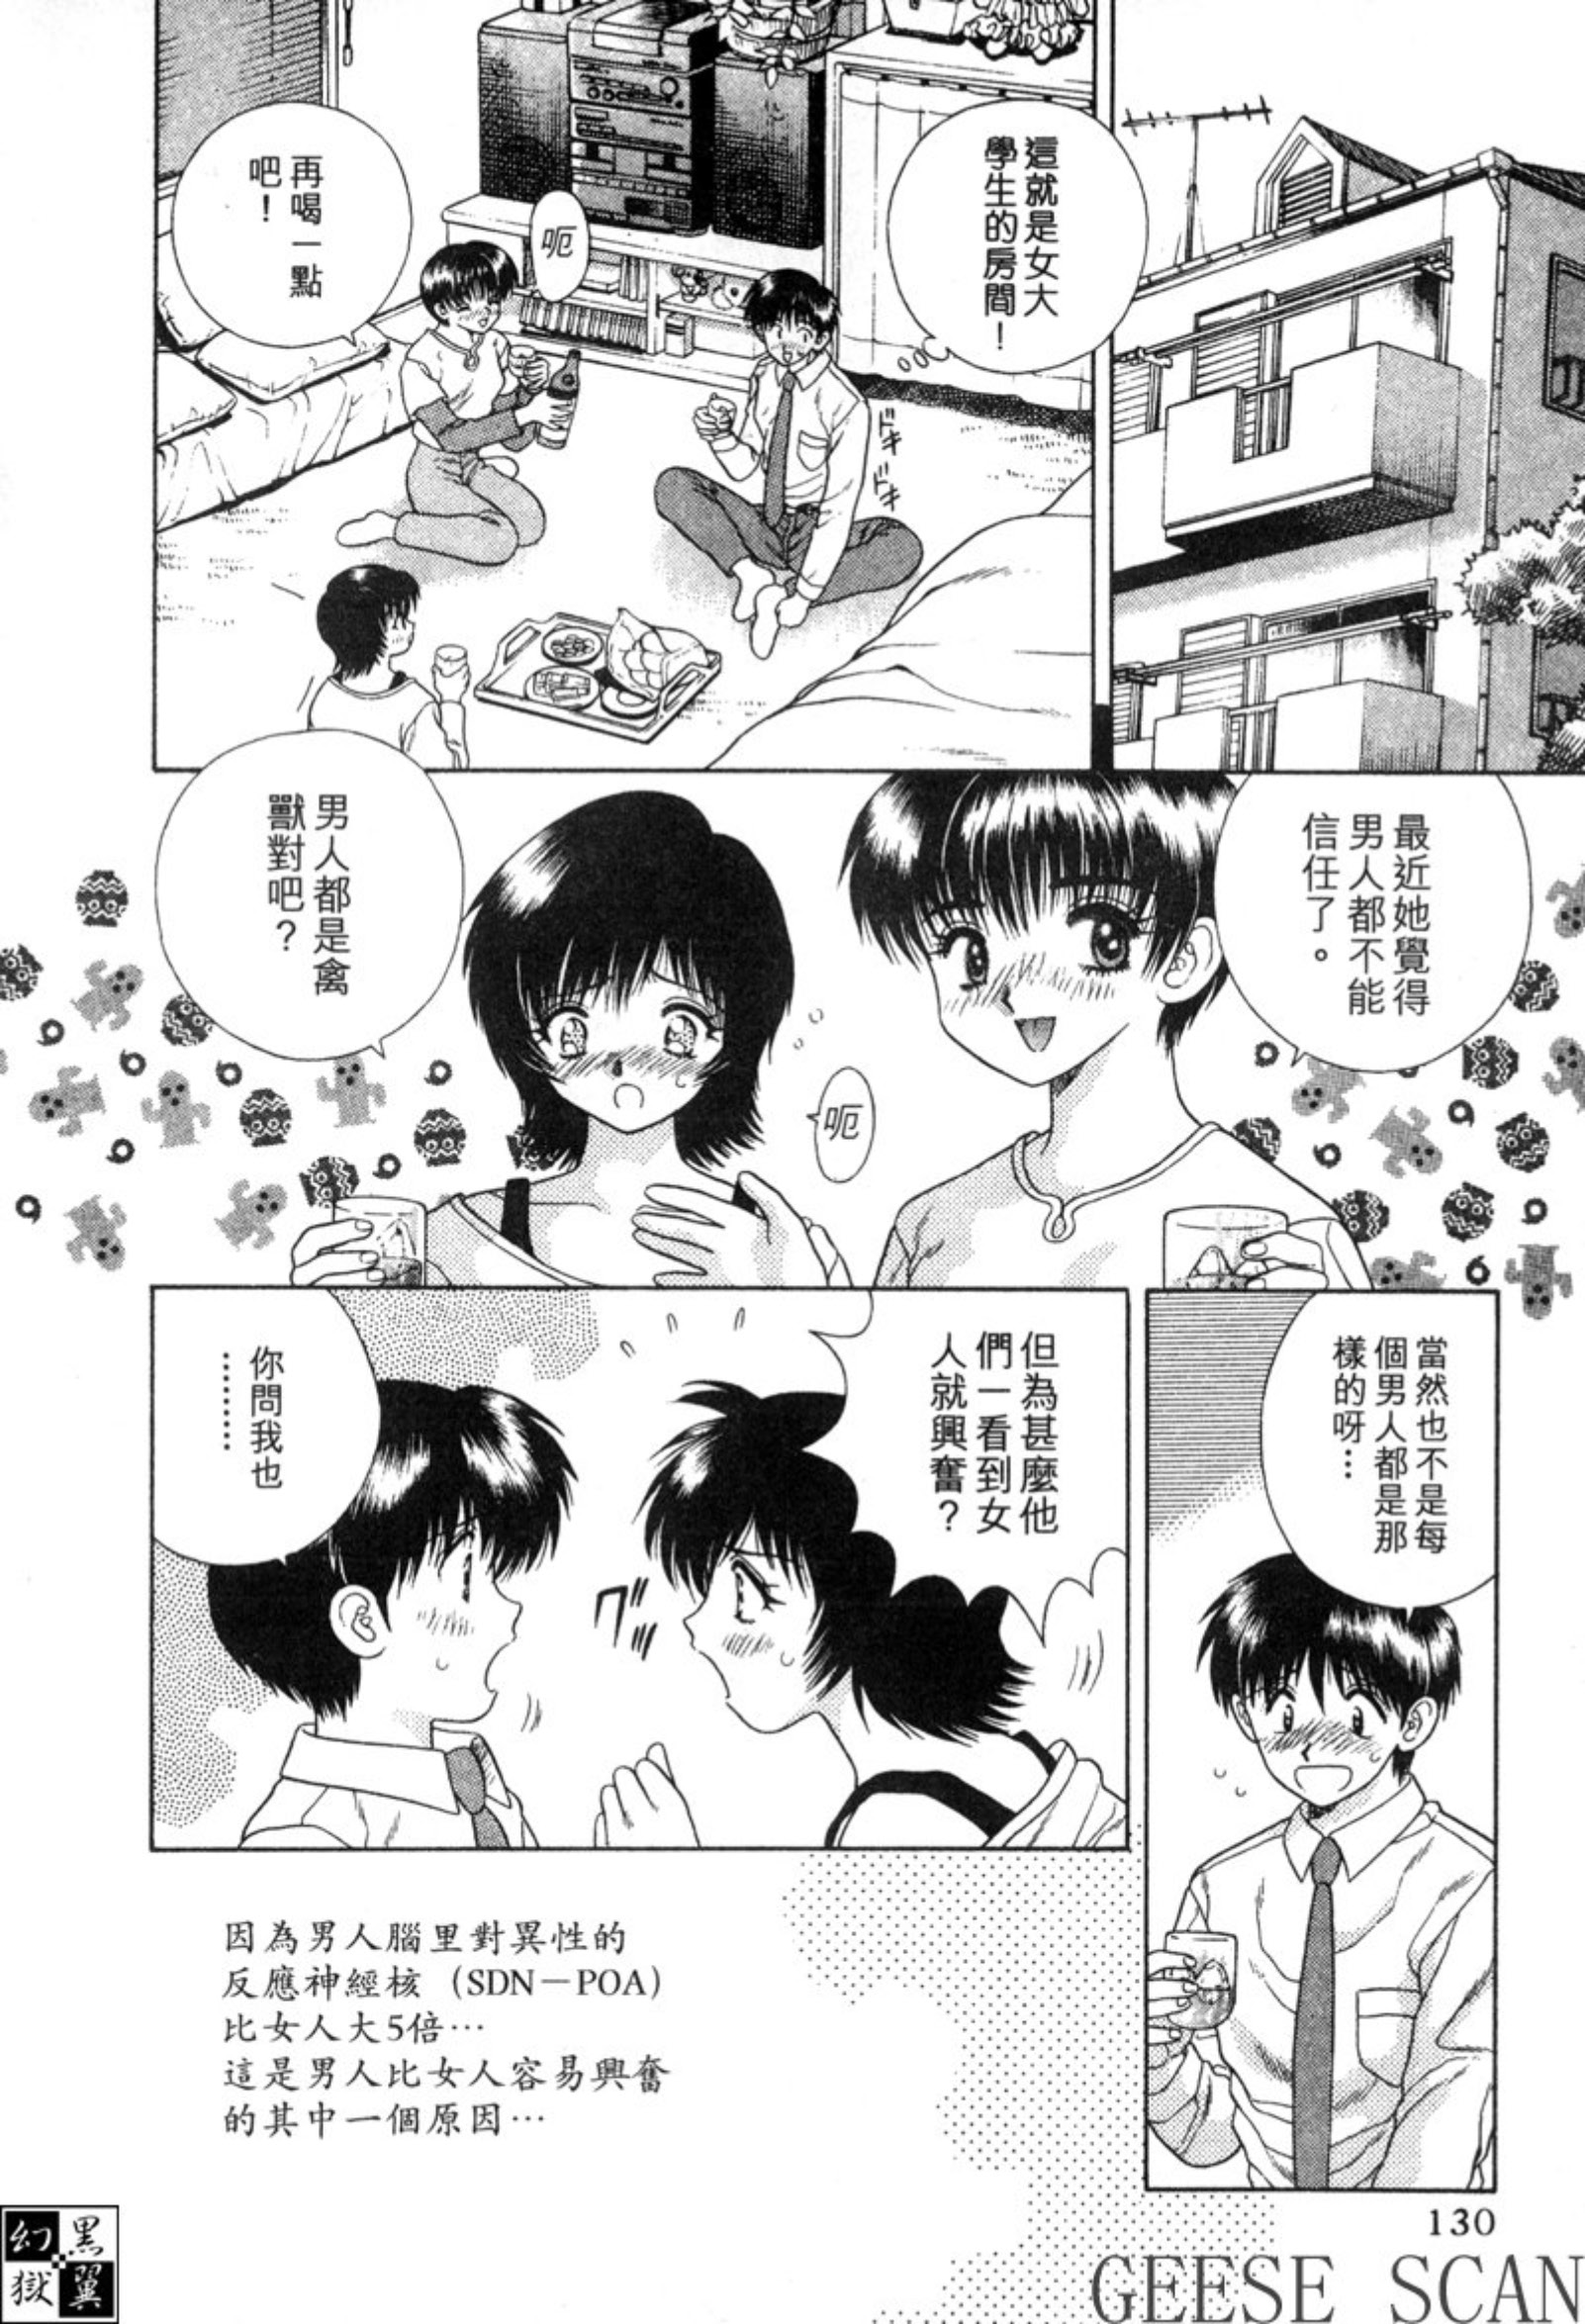 這就是女大
學生的房間！
呃
再喝一點
吧！
ドキ
ドキ
最近她覺得
男人都不能
信任了。
呃
男人都是禽
獸對吧？
當然也不是每
個男人都是那
樣的呀…
但為甚麼他
們一看到女
人就興奮？
你問我也
………
因為男人腦里對異性的
反應神經核（SDN－POA）
比女人大5倍…
這是男人比女人容易興奮
的其中一個原因…
130
GEESE SCAN
黑翼
幻獄